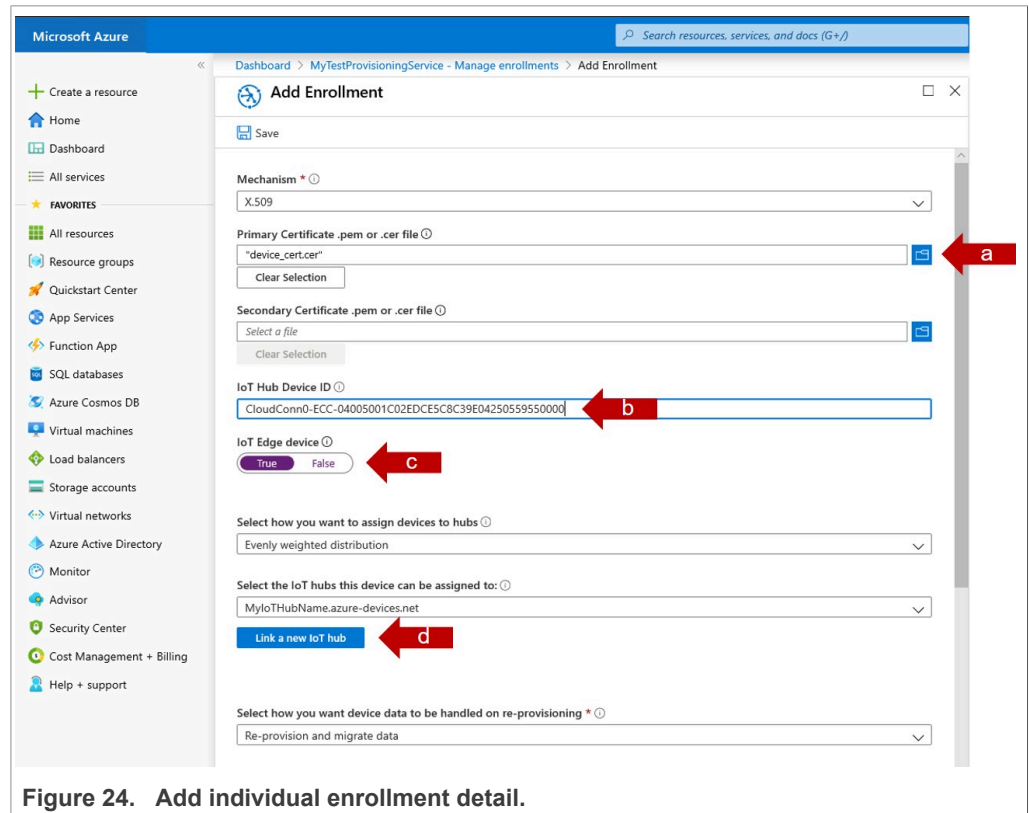 Microsoft Azure
Search resources, services, and docs (G+/)
«
Dashboard > MyTestProvisioningService - Manage enrollments > Add Enrollment
Create a resource
Home
Dashboard
All services
FAVORITES
All resources
Resource groups
Quickstart Center
App Services
Function App
SQL databases
Azure Cosmos DB
Virtual machines
Load balancers
Storage accounts
Virtual networks
Azure Active Directory
Monitor
Advisor
Security Center
Cost Management + Billing
Help + support
Add Enrollment
Save
Mechanism *
X.509
Primary Certificate .pem or .cer file
"device_cert.cer"
a
Clear Selection
Secondary Certificate .pem or .cer file
Select a file
Clear Selection
IoT Hub Device ID
CloudConn0-ECC-04005001C02EDCE5C8C39E04250559550000
b
IoT Edge device
True False
c
Select how you want to assign devices to hubs
Evenly weighted distribution
Select the IoT hubs this device can be assigned to:
MyIoTHubName.azure-devices.net
Link a new IoT hub
d
Select how you want device data to be handled on re-provisioning *
Re-provision and migrate data
Figure 24. Add individual enrollment detail.